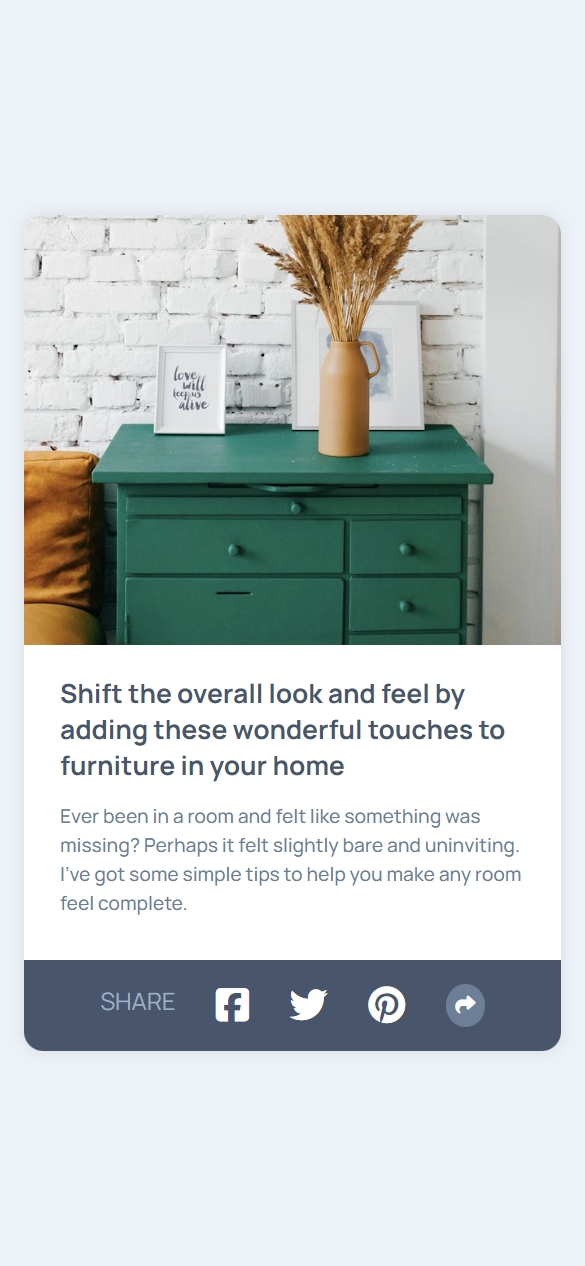 love
will
keep us
alive
Shift the overall look and feel by
adding these wonderful touches to
furniture in your home
Ever been in a room and felt like something was
missing? Perhaps it felt slightly bare and uninviting.
I’ve got some simple tips to help you make any room
feel complete.
SHARE